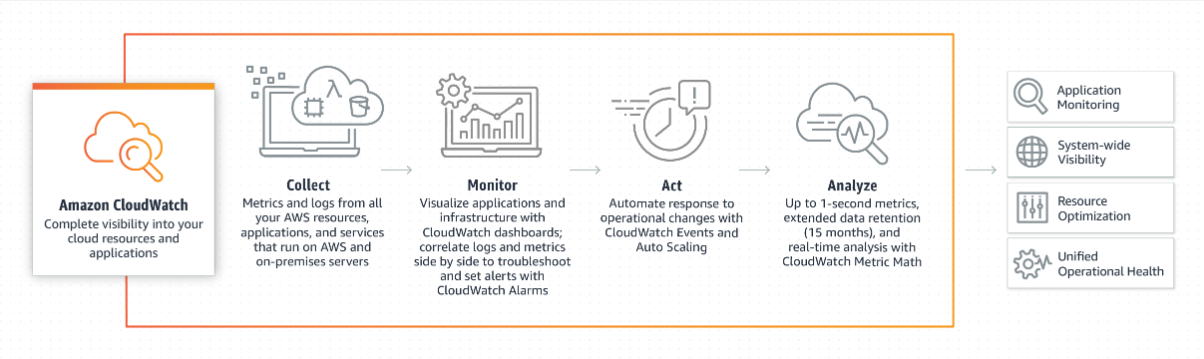 Amazon CloudWatch
Complete visibility into your
cloud resources and
applications
Collect
Metrics and logs from all
your AWS resources,
applications, and services
that run on AWS and
on-premises servers
Monitor
Visualize applications and
infrastructure with
CloudWatch dashboards;
correlate logs and metrics
side by side to troubleshoot
and set alerts with
CloudWatch Alarms
Act
Automate response to
operational changes with
CloudWatch Events and
Auto Scaling
Analyze
Up to 1-second metrics,
extended data retention
(15 months), and
real-time analysis with
CloudWatch Metric Math
Application
Monitoring
System-wide
Visibility
Resource
Optimization
Unified
Operational Health